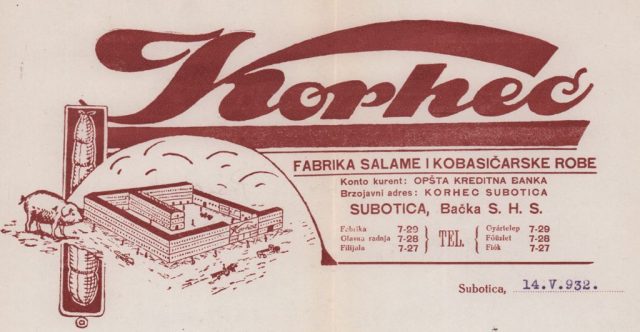 Korhec
FABRIKA SALAME I KOBASIČARSKE ROBE
Konto kurent: OPŠTA KREDITNA BANKA
Brzojavni adres: KORHEC SUBOTICA
SUBOTICA, Bačka S. H. S.
Fabrika 7-29 Gyártelep 7-29
Glavna radnja 7-28 } TEL. { Főüzlet 7-28
Filijala 7-27 Fiók 7-27
Subotica, 14.V.932.
Korhec